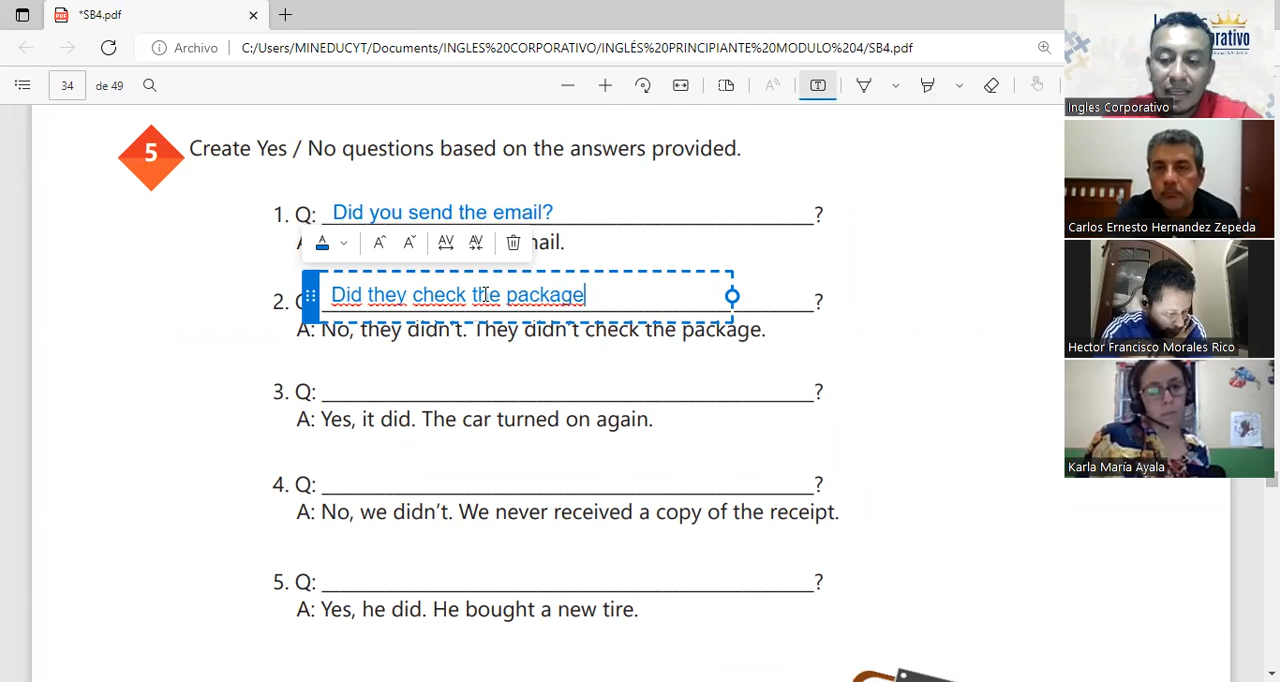 *SB4.pdf
Archivo
C:/Users/MINEDUCYT/Documents/INGLES%20CORPORATIVO/INGLÉS%20PRINCIPIANTE%20MODULO%204/SB4.pdf
34 de 49
5 Create Yes / No questions based on the answers provided.
1. Q: Did you send the email? ?
mail.
2. Did they check the package ?
A: No, they didn't. They didn't check the package.
3. Q: ?
A: Yes, it did. The car turned on again.
4. Q: ?
A: No, we didn't. We never received a copy of the receipt.
5. Q: ?
A: Yes, he did. He bought a new tire.
Ingles Corporativo
Carlos Ernesto Hernandez Zepeda
Hector Francisco Morales Rico
Karla María Ayala